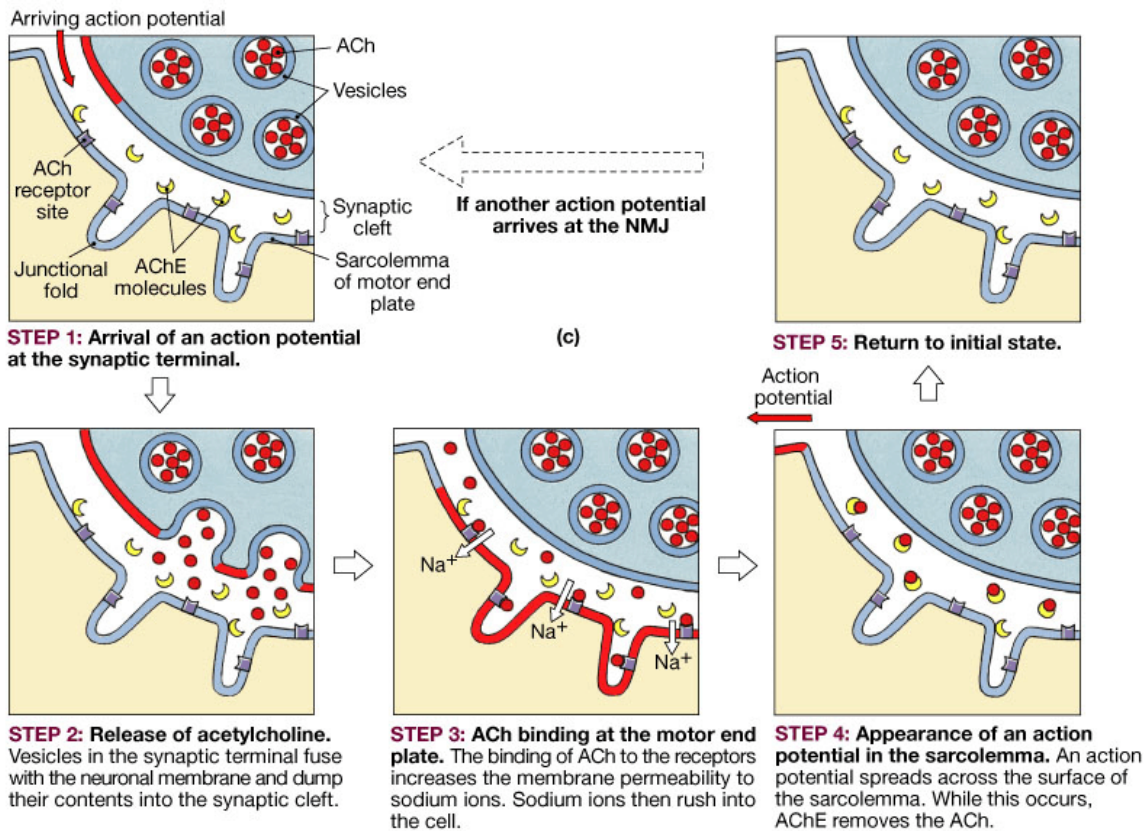 Arriving action potential
ACh
Vesicles
ACh
receptor
site
Synaptic
cleft
Junctional
fold
AChE
molecules
Sarcolemma
of motor end
plate
STEP 1: Arrival of an action potential
at the synaptic terminal.
If another action potential
arrives at the NMJ
(c)
STEP 5: Return to initial state.
Action
potential
STEP 2: Release of acetylcholine.
Vesicles in the synaptic terminal fuse
with the neuronal membrane and dump
their contents into the synaptic cleft.
Na+
Na+
Na+
STEP 3: ACh binding at the motor end
plate. The binding of ACh to the receptors
increases the membrane permeability to
sodium ions. Sodium ions then rush into
the cell.
STEP 4: Appearance of an action
potential in the sarcolemma. An action
potential spreads across the surface of
the sarcolemma. While this occurs,
AChE removes the ACh.